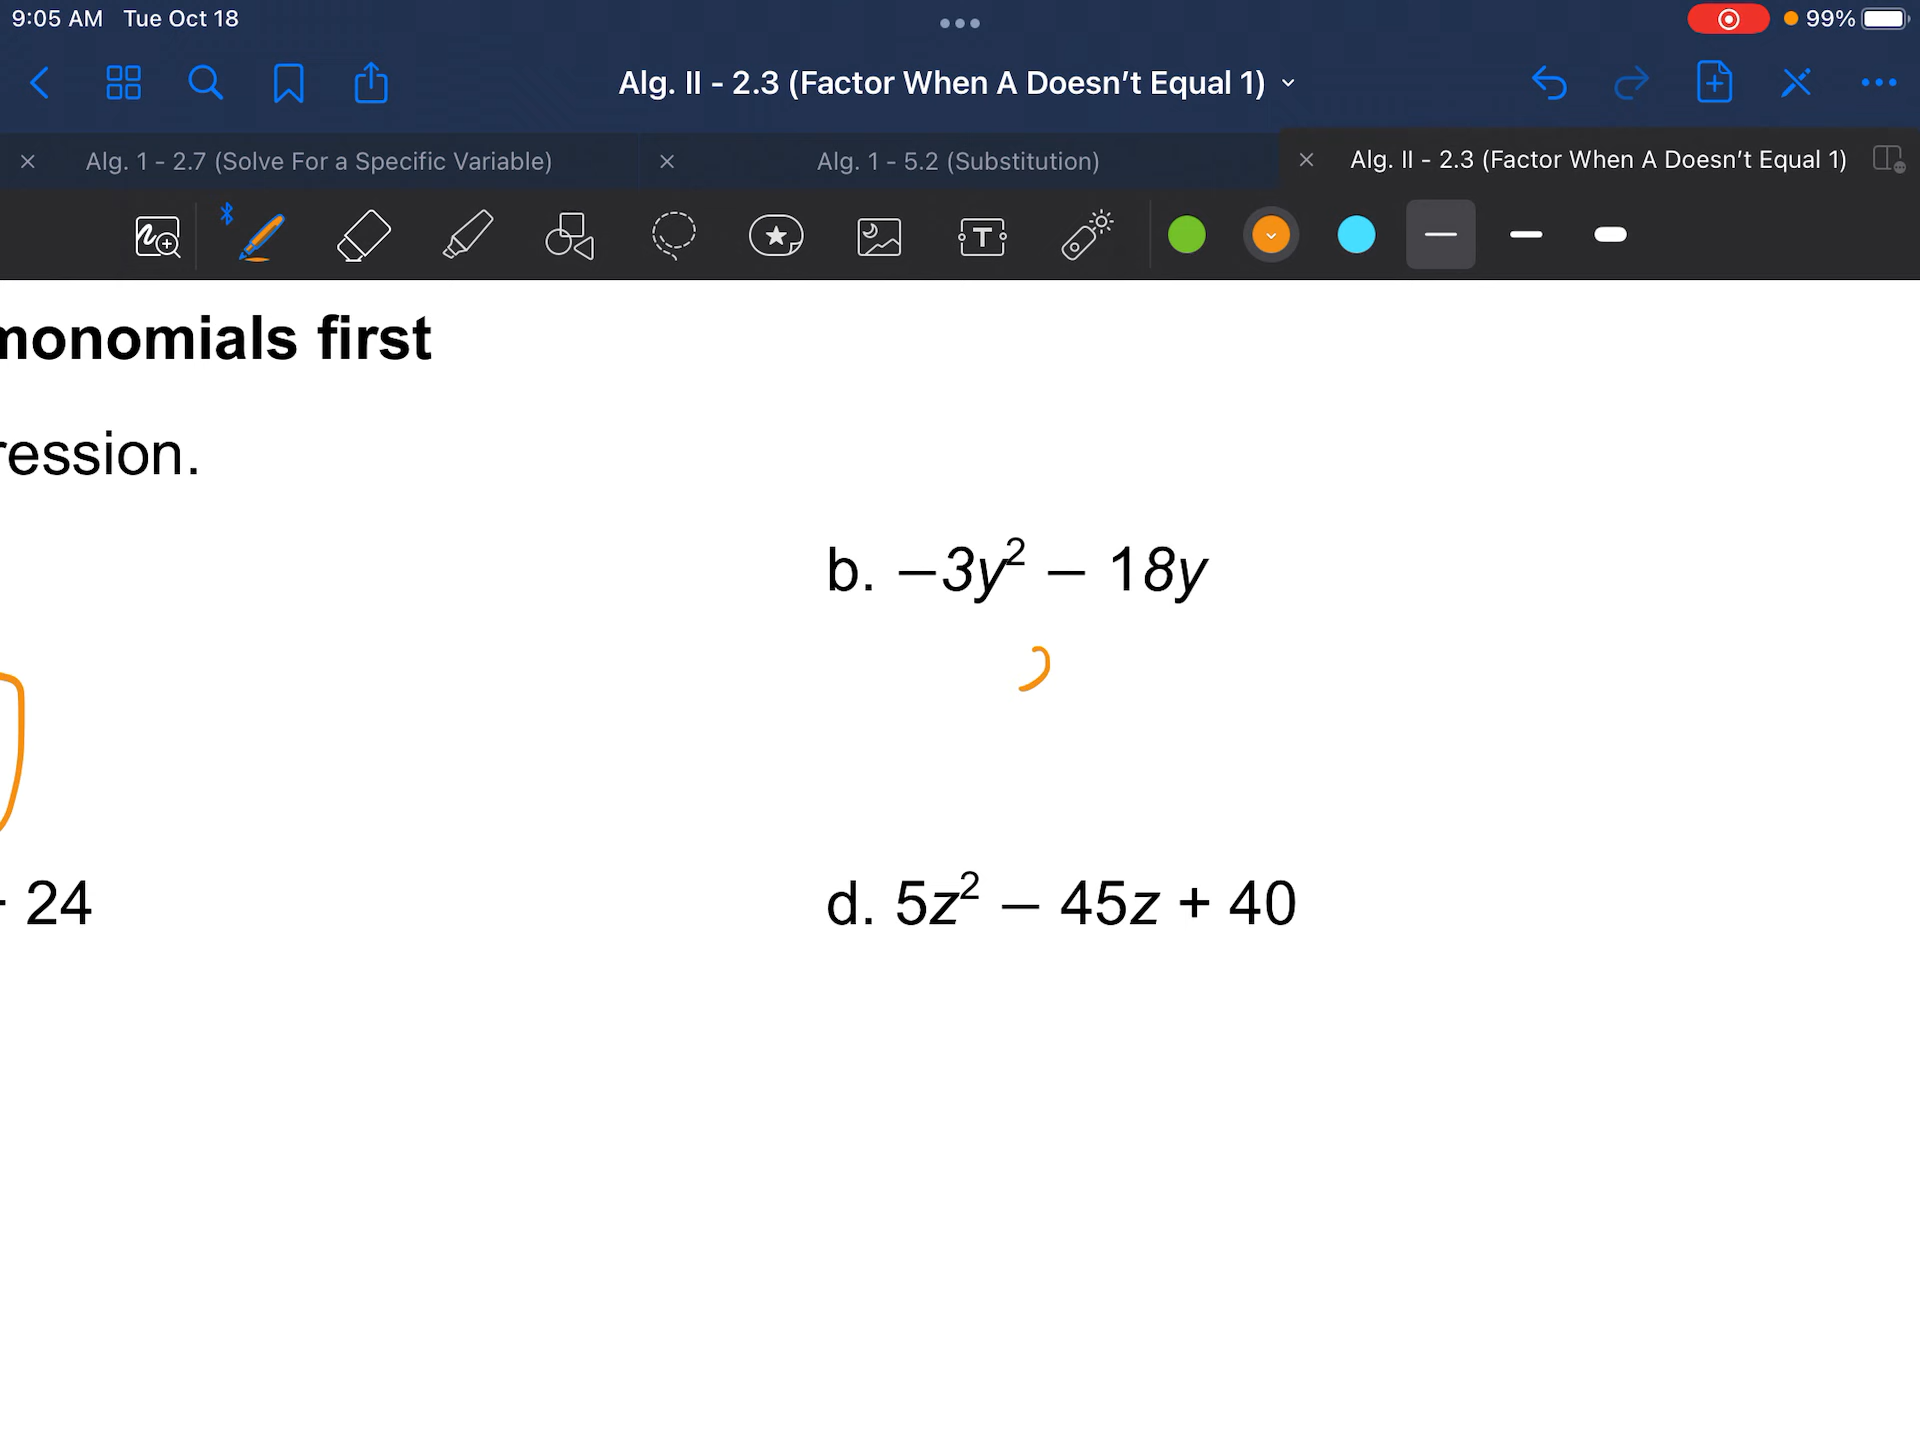 9:05 AM Tue Oct 18
99%
Alg. II - 2.3 (Factor When A Doesn't Equal 1)
Alg. 1 - 2.7 (Solve For a Specific Variable)
Alg. 1 - 5.2 (Substitution)
Alg. II - 2.3 (Factor When A Doesn't Equal 1)
monomials first
ression.
b. –3y² – 18y
24
d. 5z² – 45z + 40